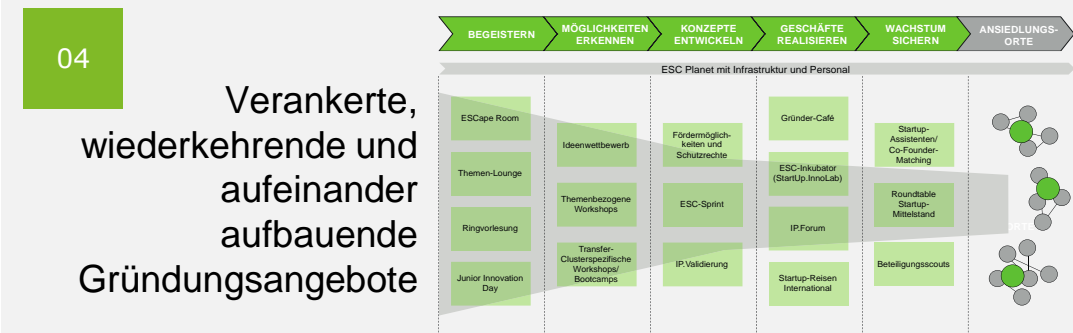 04
Verankerte,
wiederkehrende und
aufeinander
aufbauende
Gründungsangebote
BEGEISTERN
MÖGLICHKEITEN
ERKENNEN
KONZEPTE
ENTWICKELN
GESCHÄFTE
REALISIEREN
WACHSTUM
SICHERN
ANSIEDLUNGS-
ORTE
ESC Planet mit Infrastruktur und Personal
ESCape Room
Themen-Lounge
Ringvorlesung
Junior Innovation
Day
Ideenwettbewerb
Themenbezogene
Workshops
Transfer-
Clusterspezifische
Workshops/
Bootcamps
Fördermöglich-
keiten und
Schutzrechte
ESC-Sprint
IP.Validierung
Gründer-Café
ESC-Inkubator
(StartUp.InnoLab)
IP.Forum
Startup-Reisen
International
Startup-
Assistenten/
Co-Founder-
Matching
Roundtable
Startup-
Mittelstand
Beteiligungsscouts